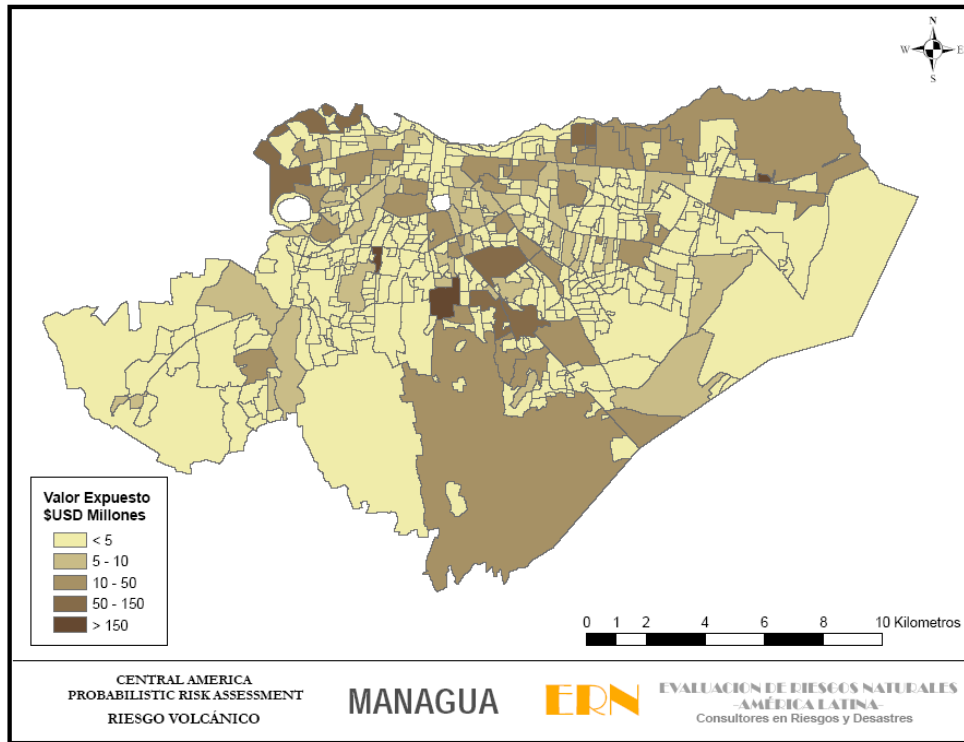 N
W E
S
Valor Expuesto
$USD Millones
< 5
5 - 10
10 - 50
50 - 150
> 150
0 1 2 4 6 8 10 Kilometros
CENTRAL AMERICA
PROBABILISTIC RISK ASSESSMENT
RIESGO VOLCÁNICO
MANAGUA
ERN
EVALUACION DE RIESGOS NATURALES
-AMÉRICA LATINA-
Consultores en Riesgos y Desastres